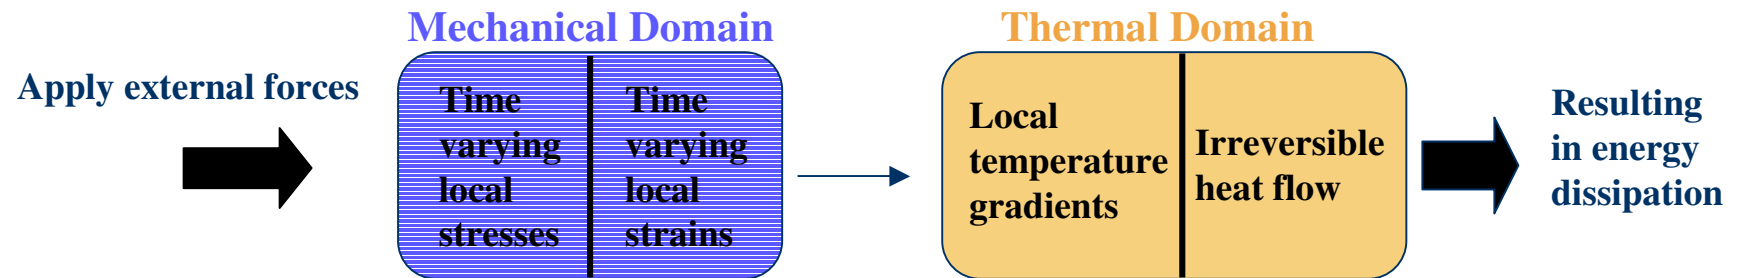 Mechanical Domain
Thermal Domain
Apply external forces
Time
varying
local
stresses
Time
varying
local
strains
Local
temperature
gradients
Irreversible
heat flow
Resulting
in energy
dissipation